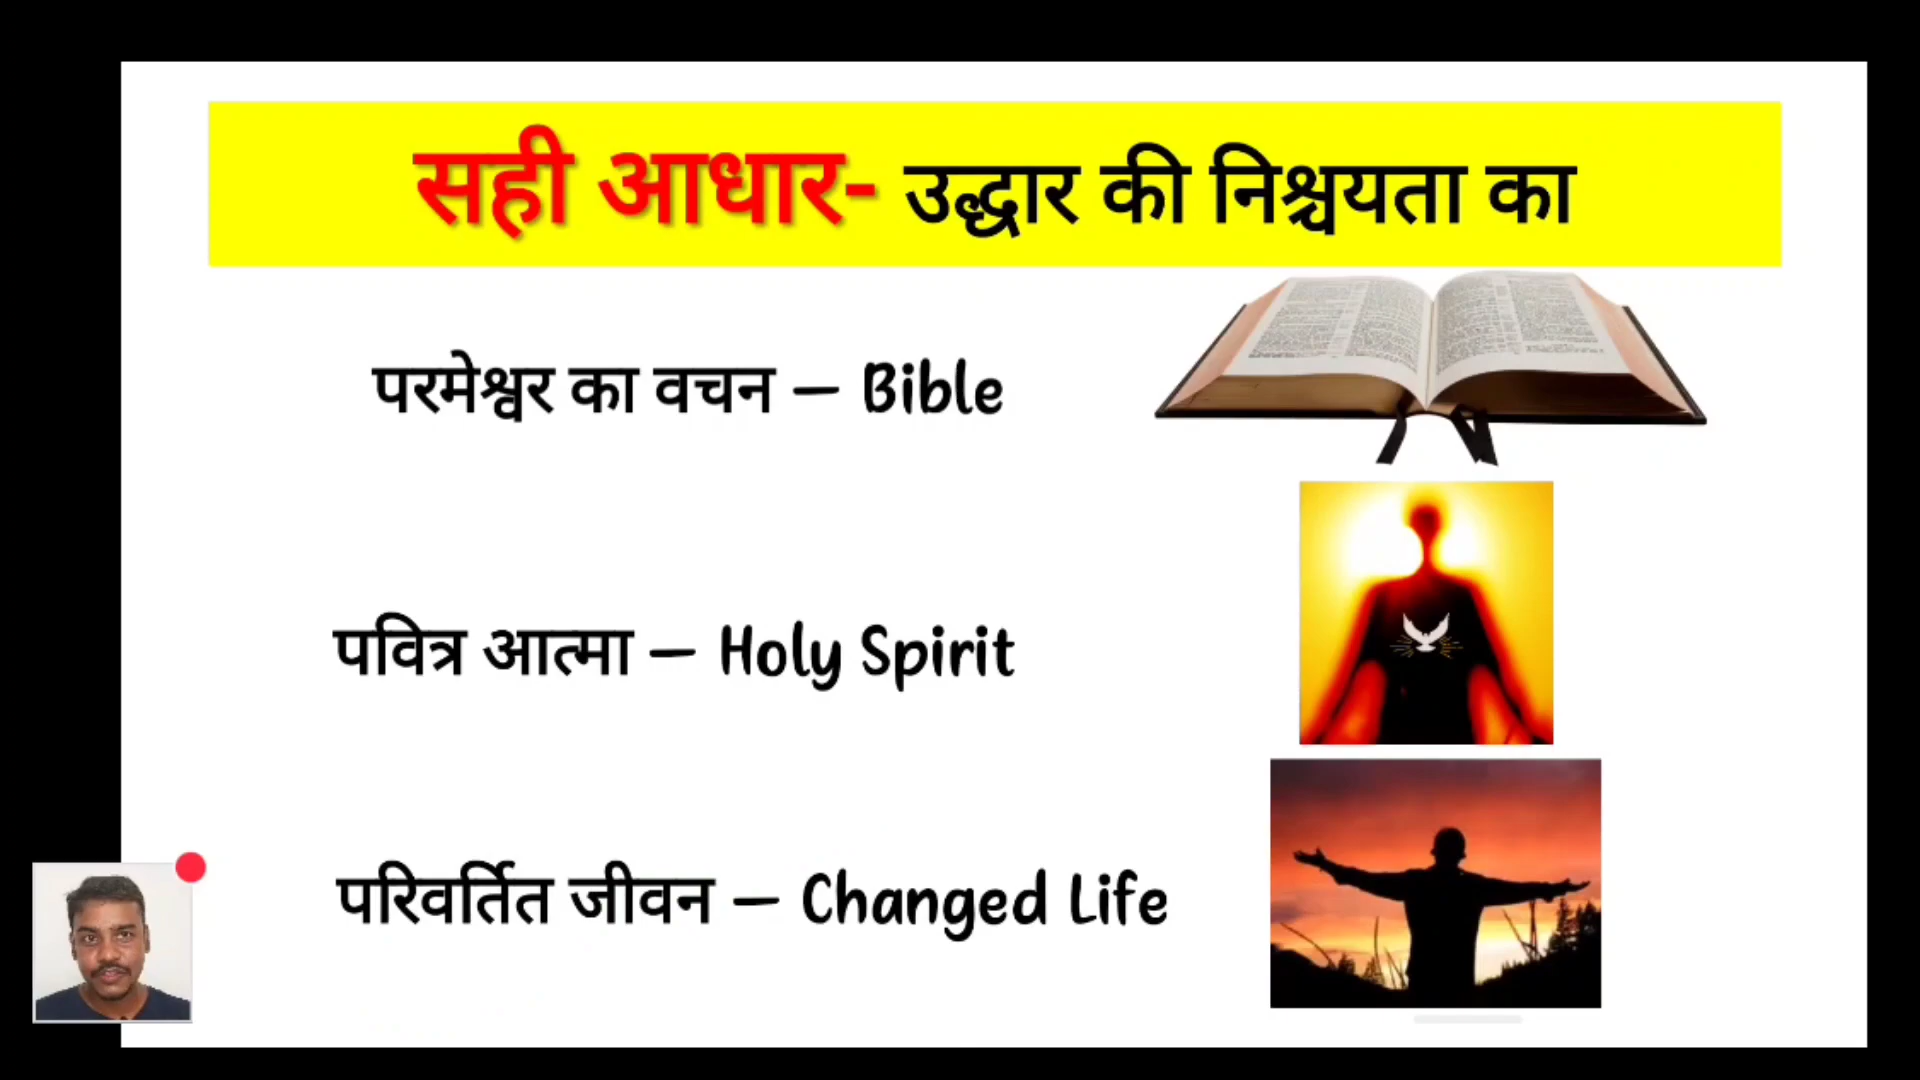 सही आधार- उद्धार की निश्चयता का
परमेश्वर का वचन – Bible
पवित्र आत्मा – Holy Spirit
परिवर्तित जीवन – Changed Life